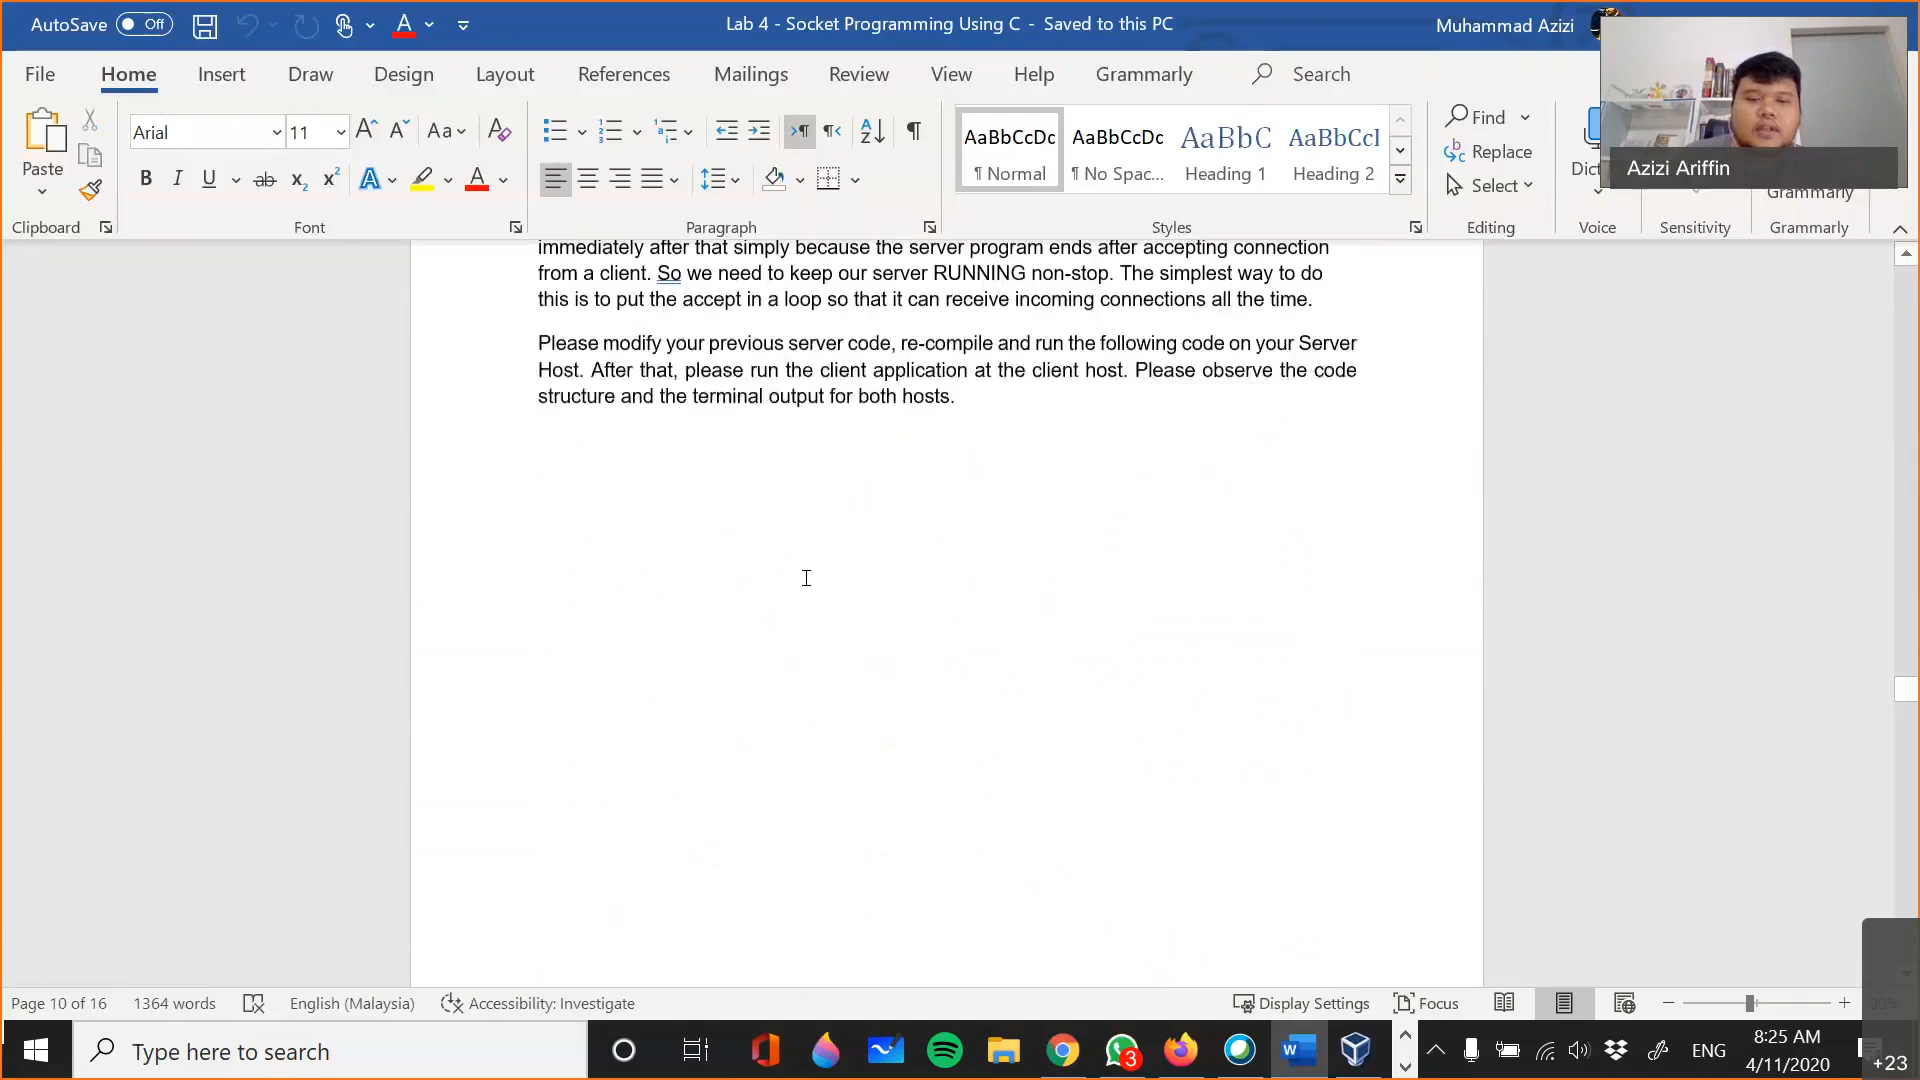 AutoSave Off
Lab 4 - Socket Programming Using C - Saved to this PC
Muhammad Azizi
File Home Insert Draw Design Layout References Mailings Review View Help Grammarly Search
Paste
Arial 11
Aa
AaBbCcDc AaBbCcDc AaBbC AaBbCcI
¶ Normal ¶ No Spac... Heading 1 Heading 2
Find
Replace
Select
Azizi Ariffin
Grammarly
Clipboard Font Paragraph Styles Editing Voice Sensitivity Grammarly
immediately after that simply because the server program ends after accepting connection
from a client. So we need to keep our server RUNNING non-stop. The simplest way to do
this is to put the accept in a loop so that it can receive incoming connections all the time.
Please modify your previous server code, re-compile and run the following code on your Server
Host. After that, please run the client application at the client host. Please observe the code
structure and the terminal output for both hosts.
Page 10 of 16 1364 words English (Malaysia) Accessibility: Investigate Display Settings Focus
Type here to search
3
ENG
8:25 AM
4/11/2020
+23